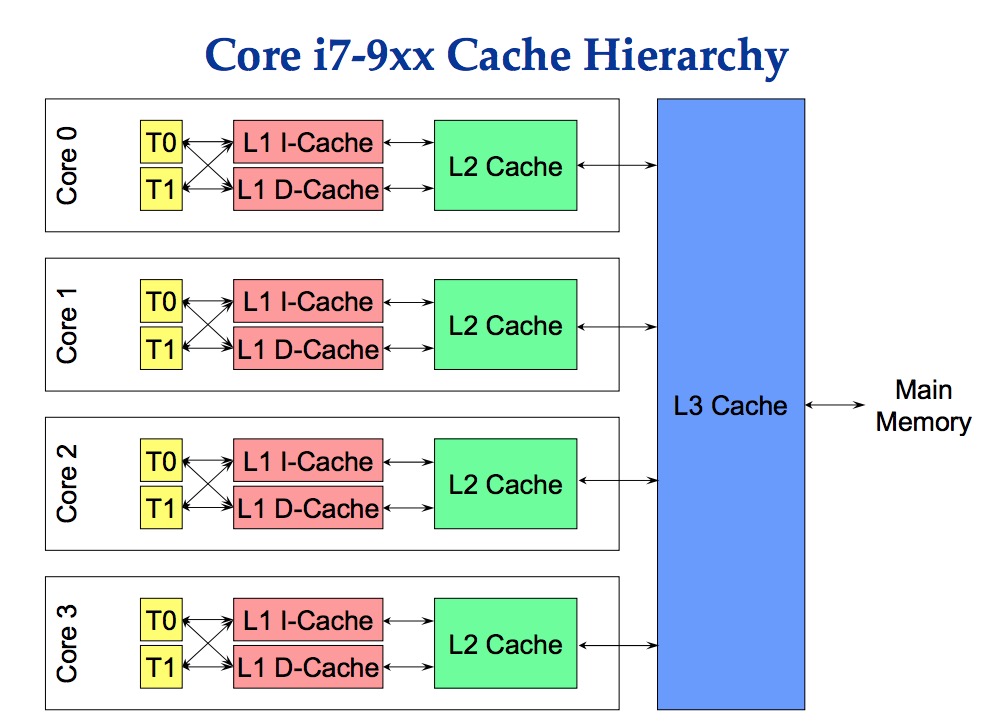 Core i7-9xx Cache Hierarchy
Core 0
T0
L1 I-Cache
T1
L1 D-Cache
L2 Cache
Core 1
T0
L1 I-Cache
T1
L1 D-Cache
L2 Cache
Core 2
T0
L1 I-Cache
T1
L1 D-Cache
L2 Cache
Core 3
T0
L1 I-Cache
T1
L1 D-Cache
L2 Cache
L3 Cache
Main
Memory